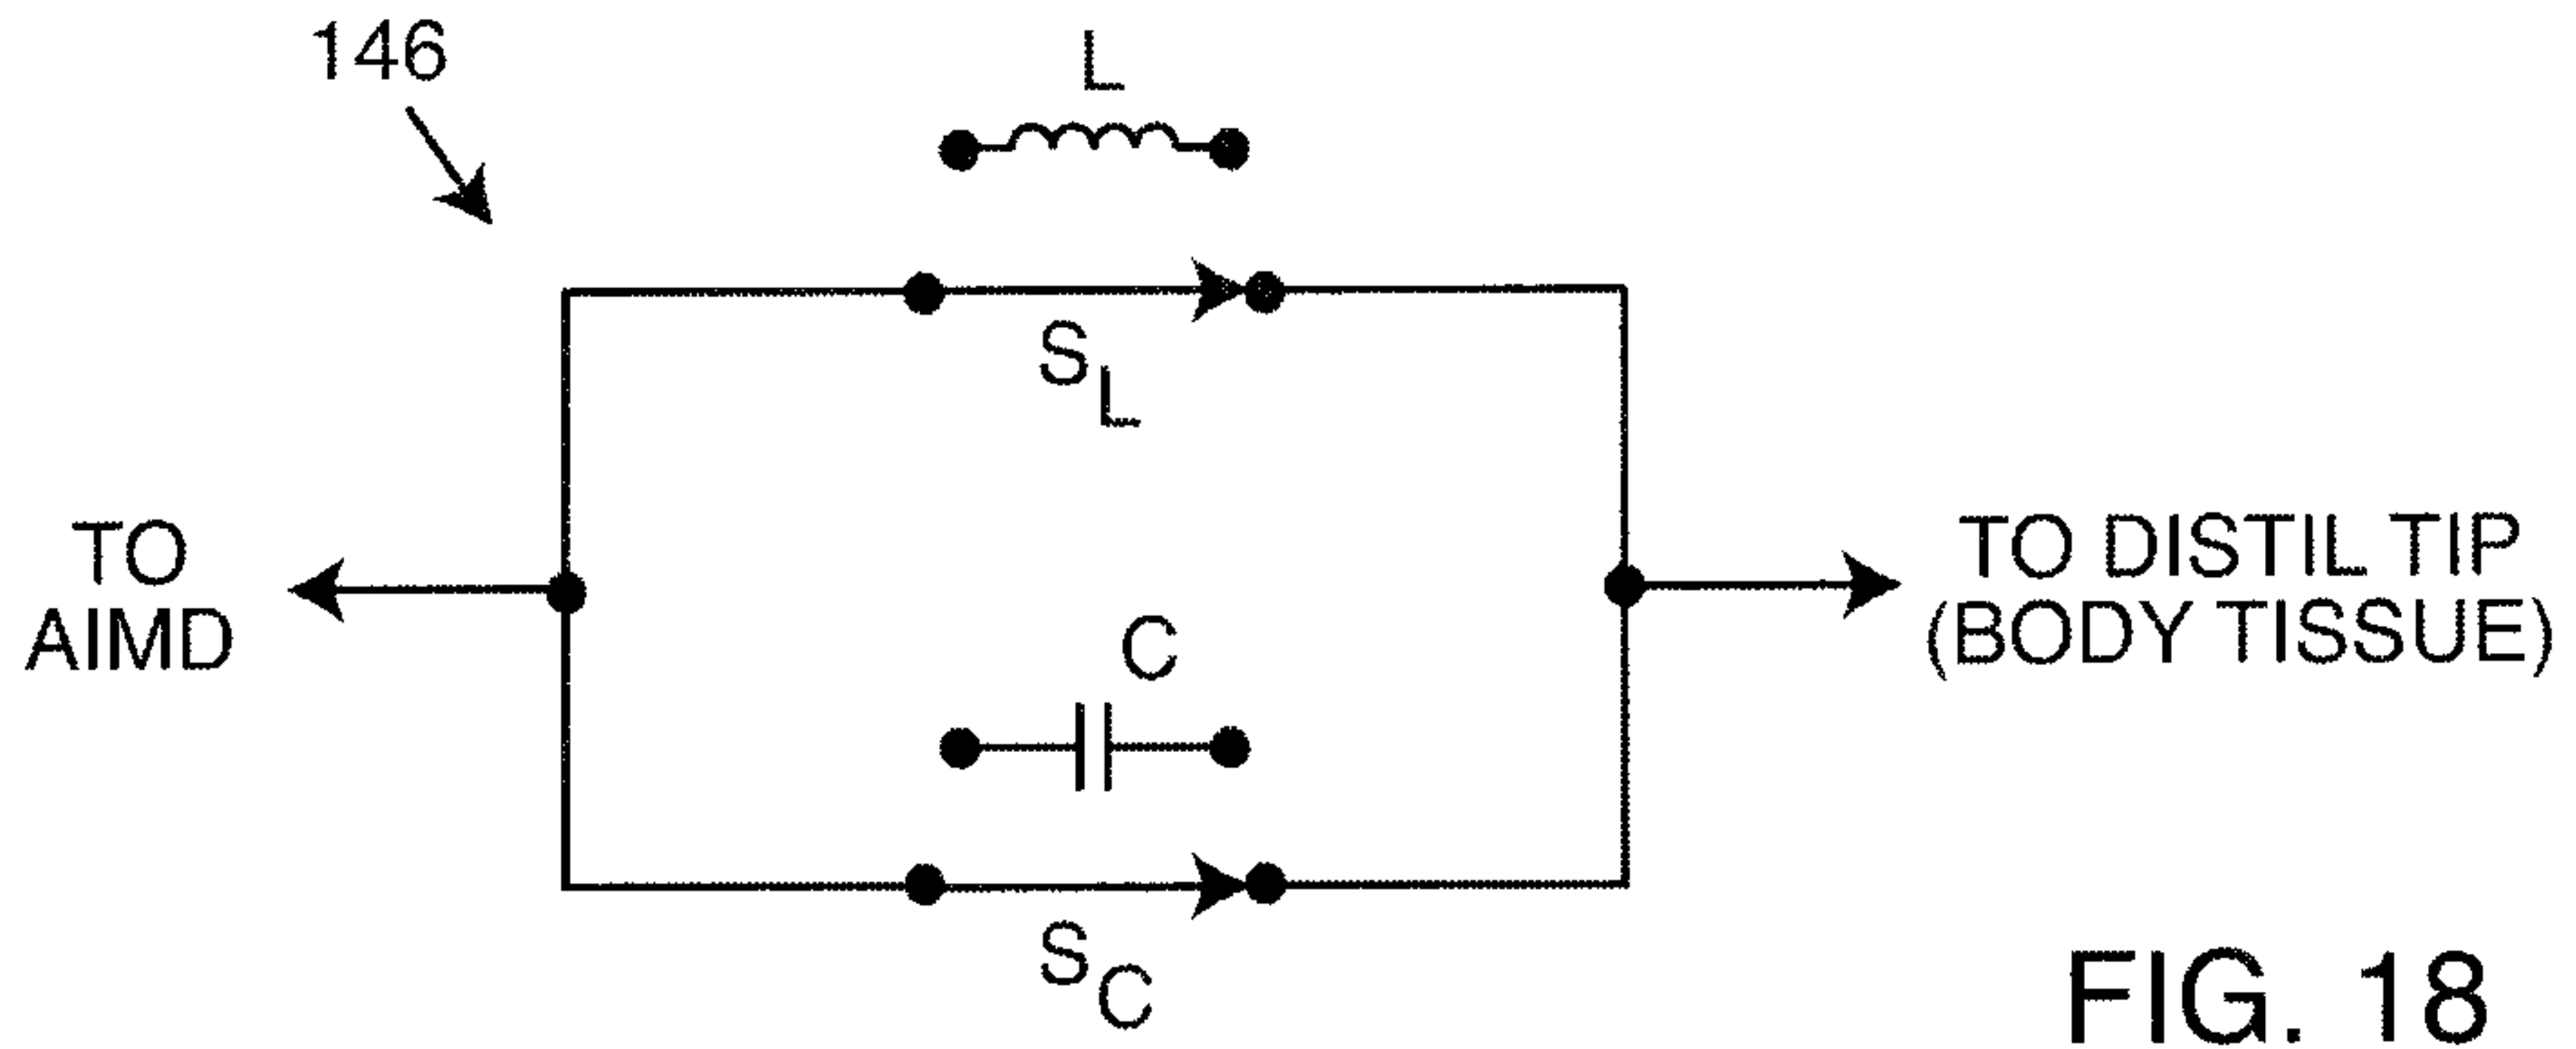 146
L
S_L
TO
AIMD
TO DISTIL TIP
(BODY TISSUE)
C
S_C
FIG. 18